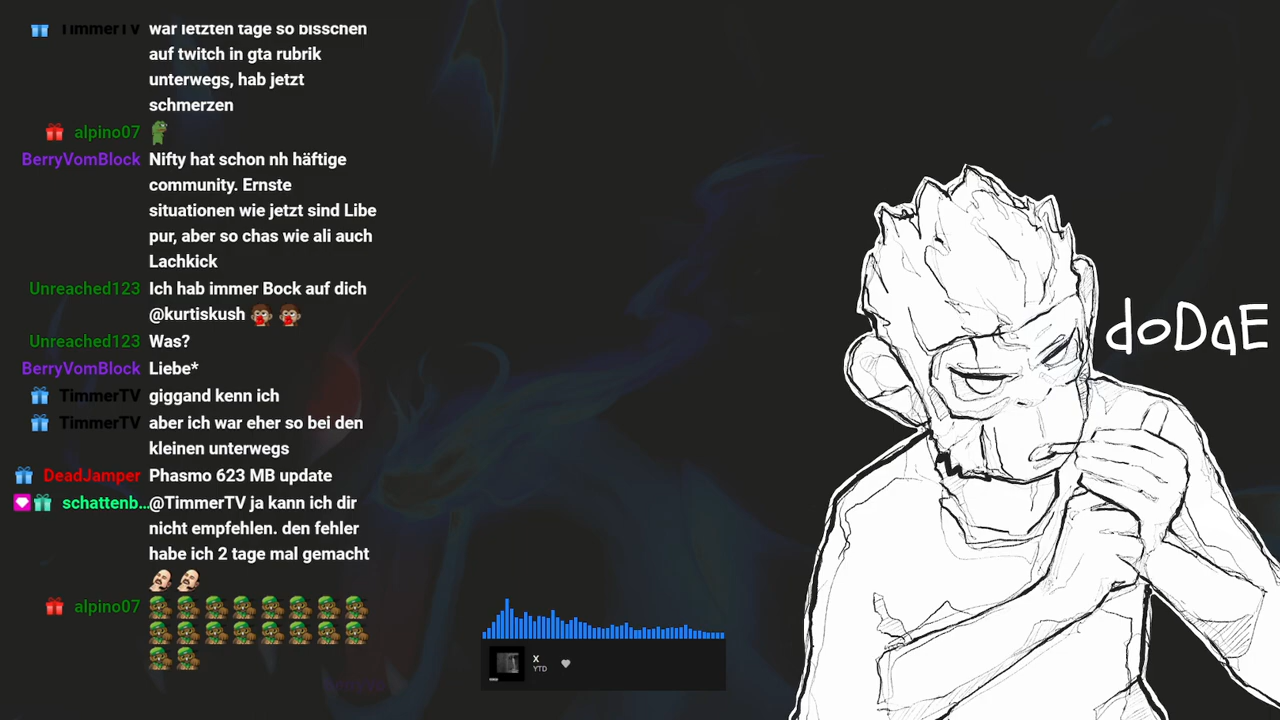 TimmerTV war letzten tage so bisschen
auf twitch in gta rubrik
unterwegs, hab jetzt
schmerzen
alpino07
BerryVomBlock Nifty hat schon nh häftige
community. Ernste
situationen wie jetzt sind Libe
pur, aber so chas wie ali auch
Lachkick
Unreached123 Ich hab immer Bock auf dich
@kurtiskush
Unreached123 Was?
BerryVomBlock Liebe*
TimmerTV giggand kenn ich
TimmerTV aber ich war eher so bei den
kleinen unterwegs
DeadJamper Phasmo 623 MB update
schattenb... @TimmerTV ja kann ich dir
nicht empfehlen. den fehler
habe ich 2 tage mal gemacht
alpino07
doDaE
X
YTD